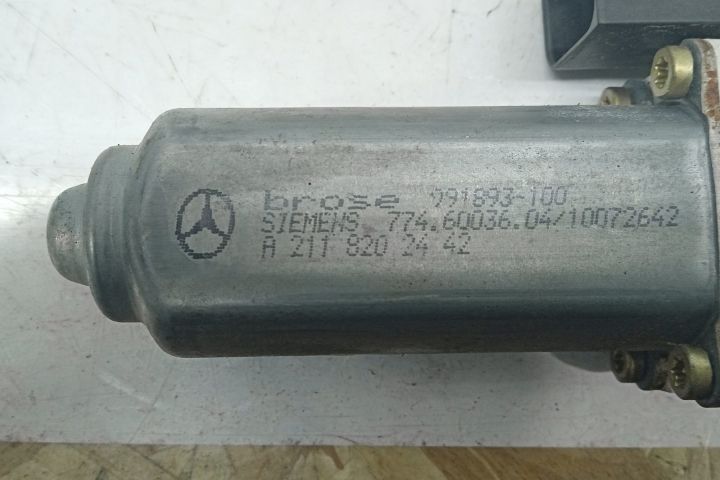 brose 991893-100
SIEMENS 774.60036.04/10072642
A 211 820 24 42